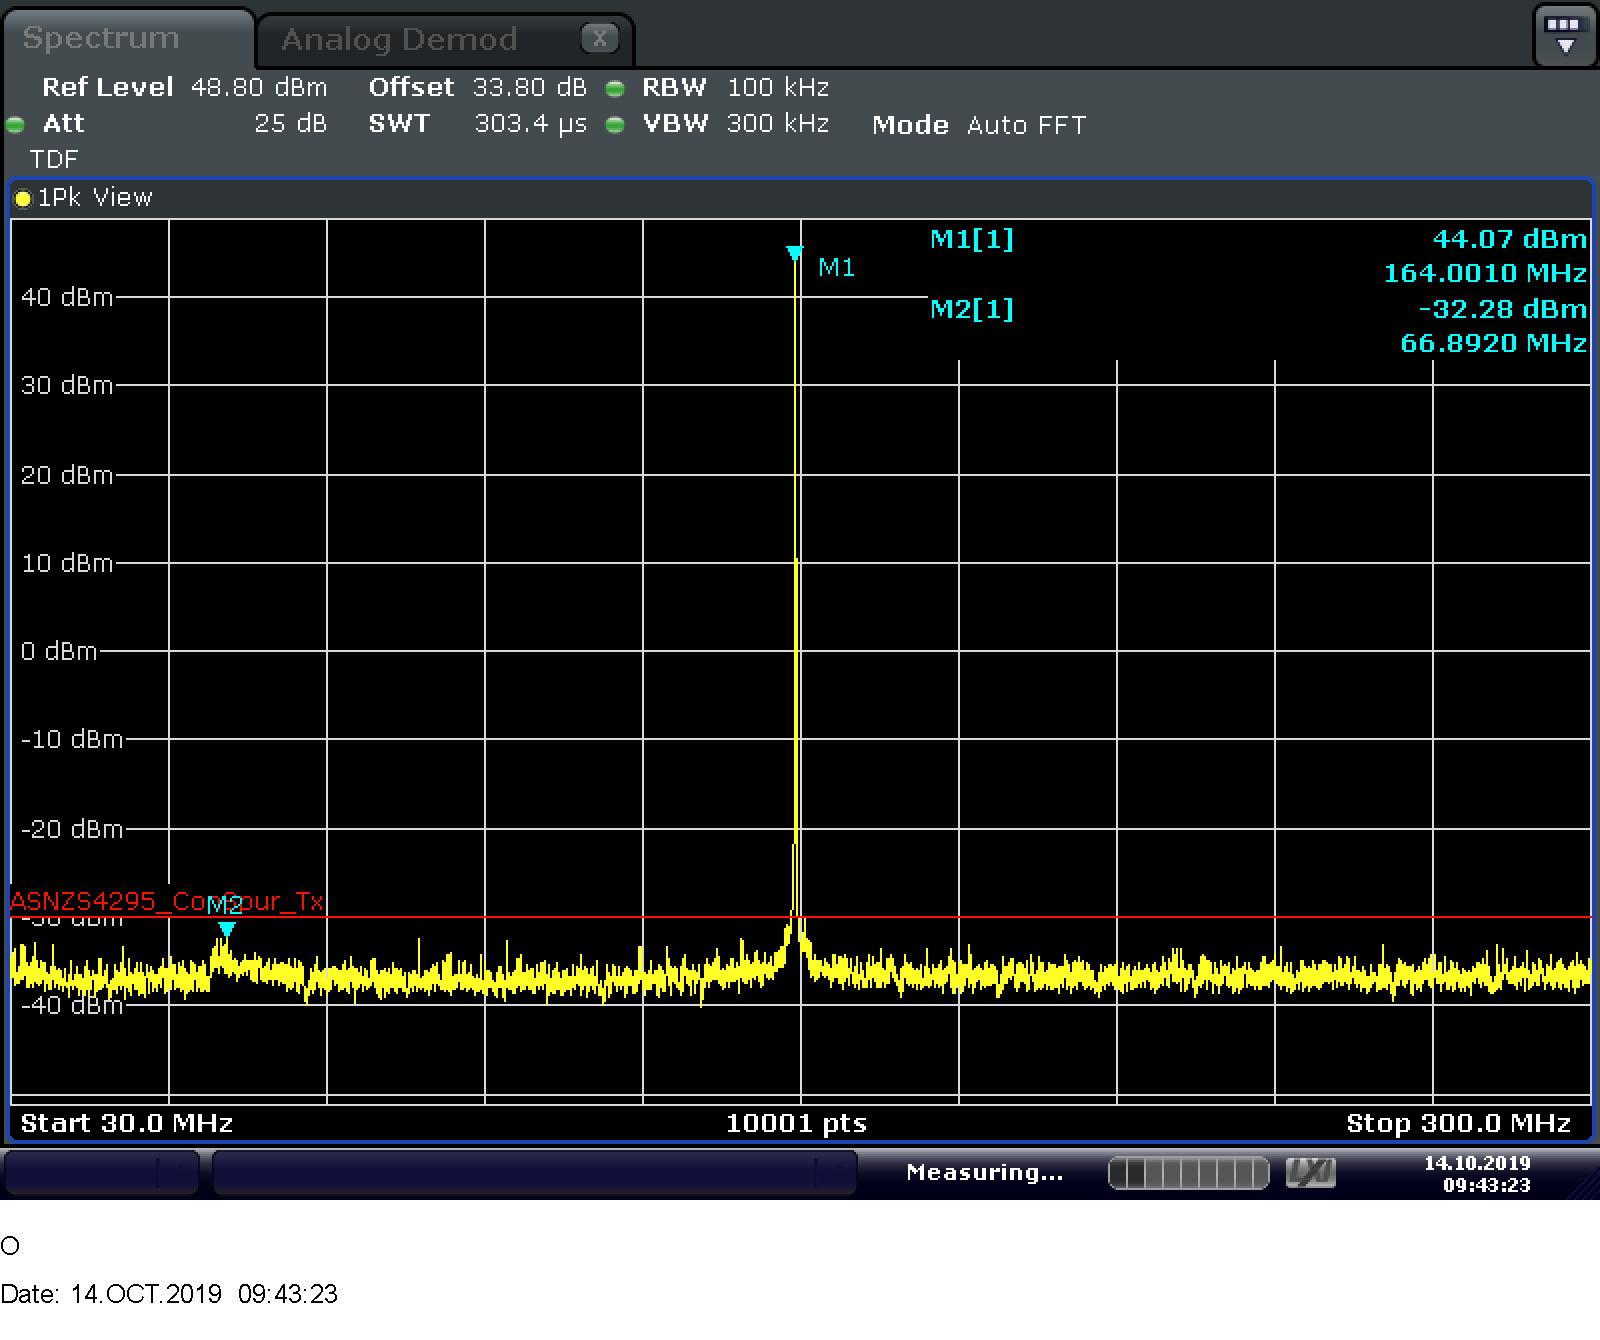 Spectrum
Analog Demod X
Ref Level 48.80 dBm Offset 33.80 dB RBW 100 kHz
Att 25 dB SWT 303.4 µs VBW 300 kHz Mode Auto FFT
TDF
1Pk View
M1[1] 44.07 dBm
164.0010 MHz
M2[1] -32.28 dBm
66.8920 MHz
M1
40 dBm
30 dBm
20 dBm
10 dBm
0 dBm
-10 dBm
-20 dBm
M2
-30 dBm
-40 dBm
Start 30.0 MHz 10001 pts Stop 300.0 MHz
Measuring... LXI 14.10.2019
09:43:23
O
Date: 14.OCT.2019 09:43:23